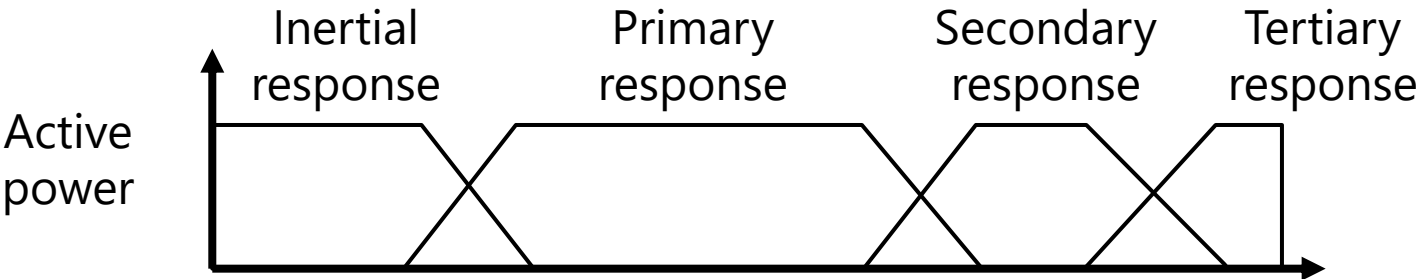 Inertial
response
Primary
response
Secondary
response
Tertiary
response
Active
power